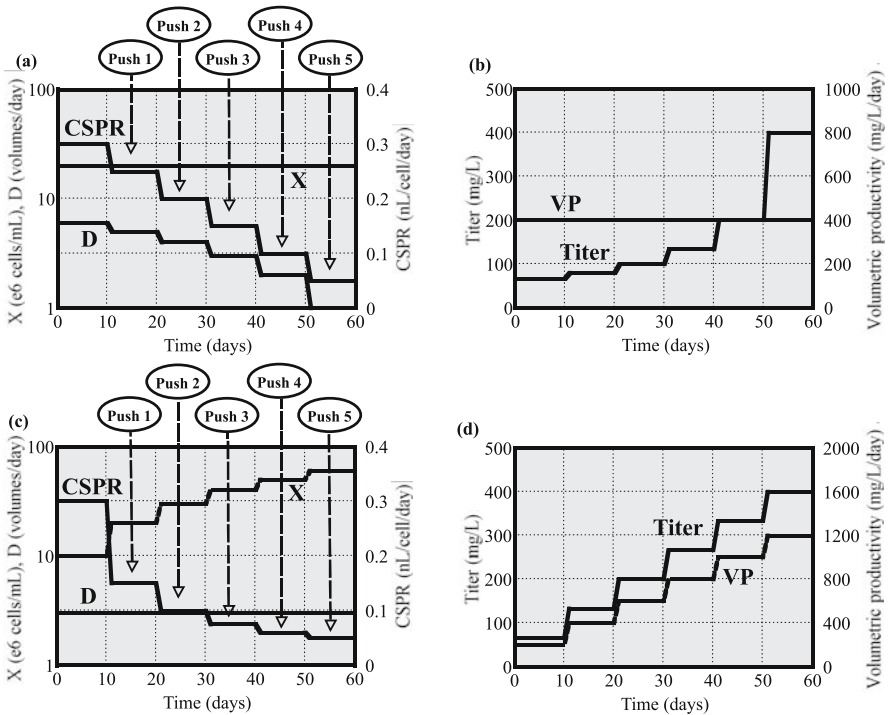 (a)
Push 1
Push 2
Push 3
Push 4
Push 5
X (e6 cells/mL), D (volumes/day)
100
10
1
CSPR
X
D
0.4
0.3
0.2
0.1
0
CSPR (nL/cell/day)
0 10 20 30 40 50 60
Time (days)
(b)
Titer (mg/L)
500
400
300
200
100
0
VP
Titer
1000
800
600
400
200
0
Volumetric productivity (mg/L/day)
0 10 20 30 40 50 60
Time (days)
(c)
Push 1
Push 2
Push 3
Push 4
Push 5
X (e6 cells/mL), D (volumes/day)
100
10
1
CSPR
X
D
0.4
0.3
0.2
0.1
0
CSPR (nL/cell/day)
0 10 20 30 40 50 60
Time (days)
(d)
Titer (mg/L)
500
400
300
200
100
0
Titer
VP
2000
1600
1200
800
400
0
Volumetric productivity (mg/L/day)
0 10 20 30 40 50 60
Time (days)